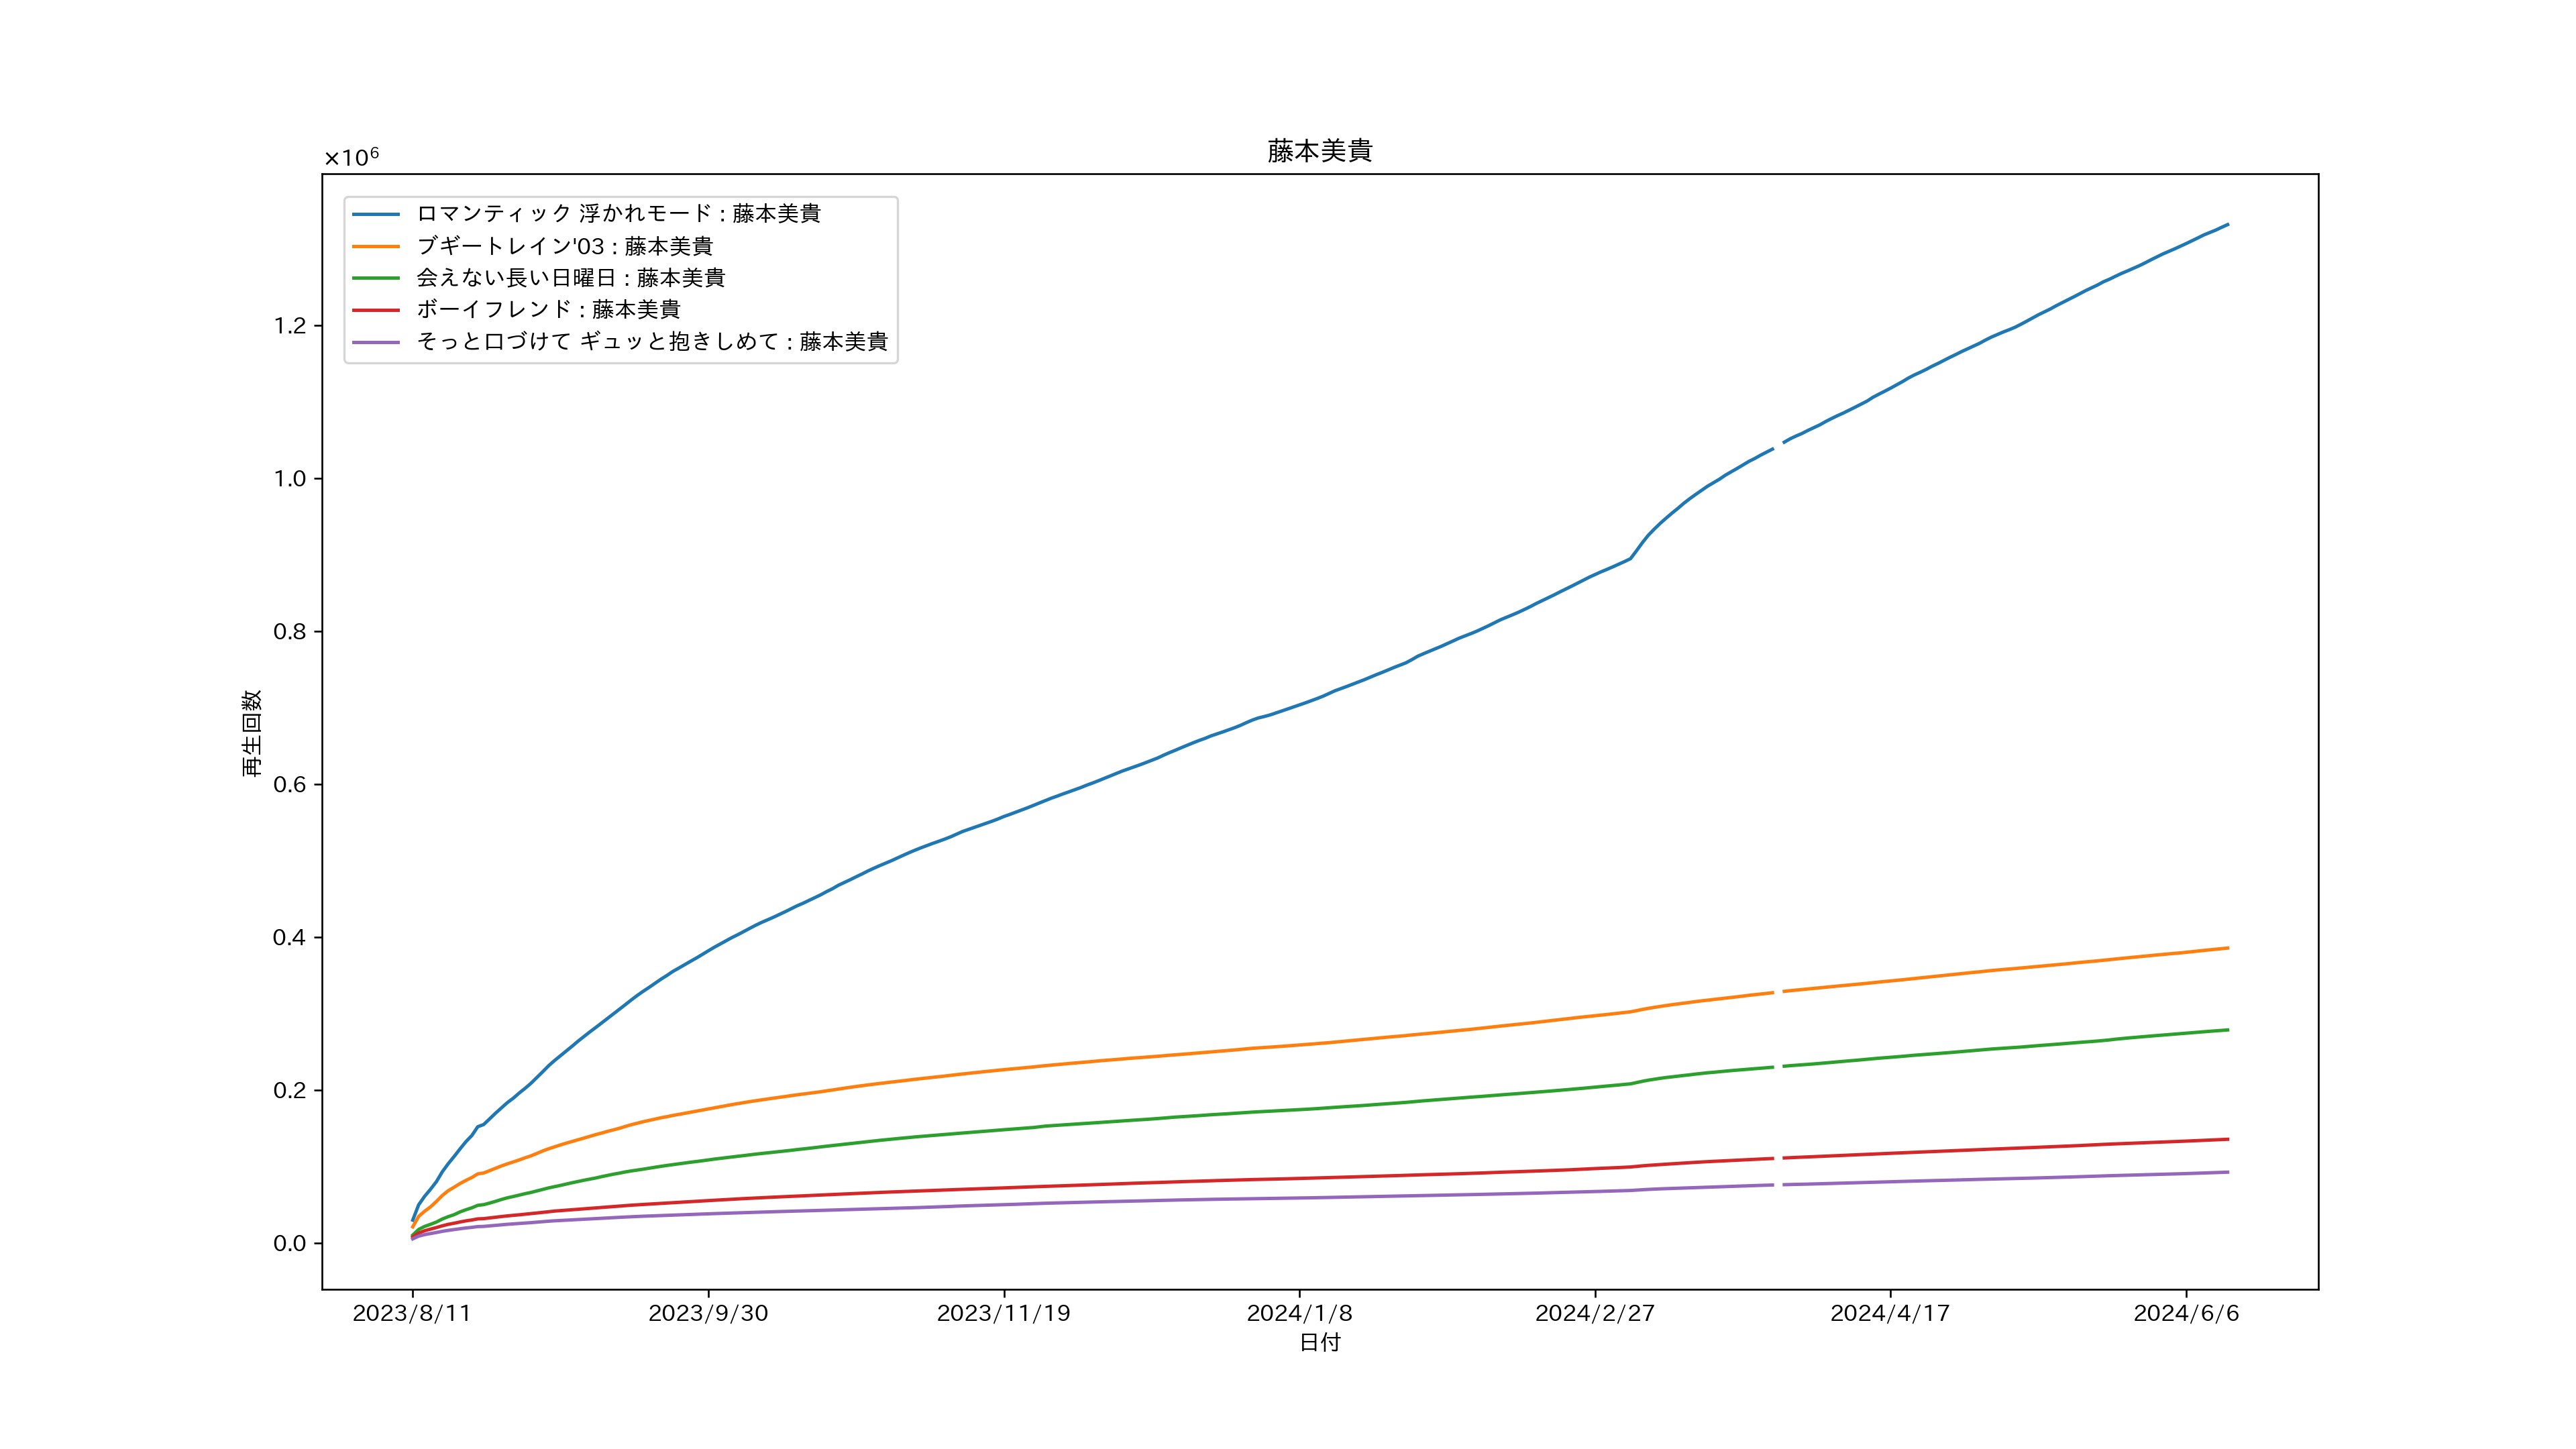 藤本美貴
×10⁶
ロマンティック 浮かれモード : 藤本美貴
ブギートレイン'03 : 藤本美貴
会えない長い日曜日 : 藤本美貴
ボーイフレンド : 藤本美貴
そっと口づけて ギュッと抱きしめて : 藤本美貴
1.2
1.0
0.8
0.6
0.4
0.2
0.0
再生回数
2023/8/11 2023/9/30 2023/11/19 2024/1/8 2024/2/27 2024/4/17 2024/6/6
日付